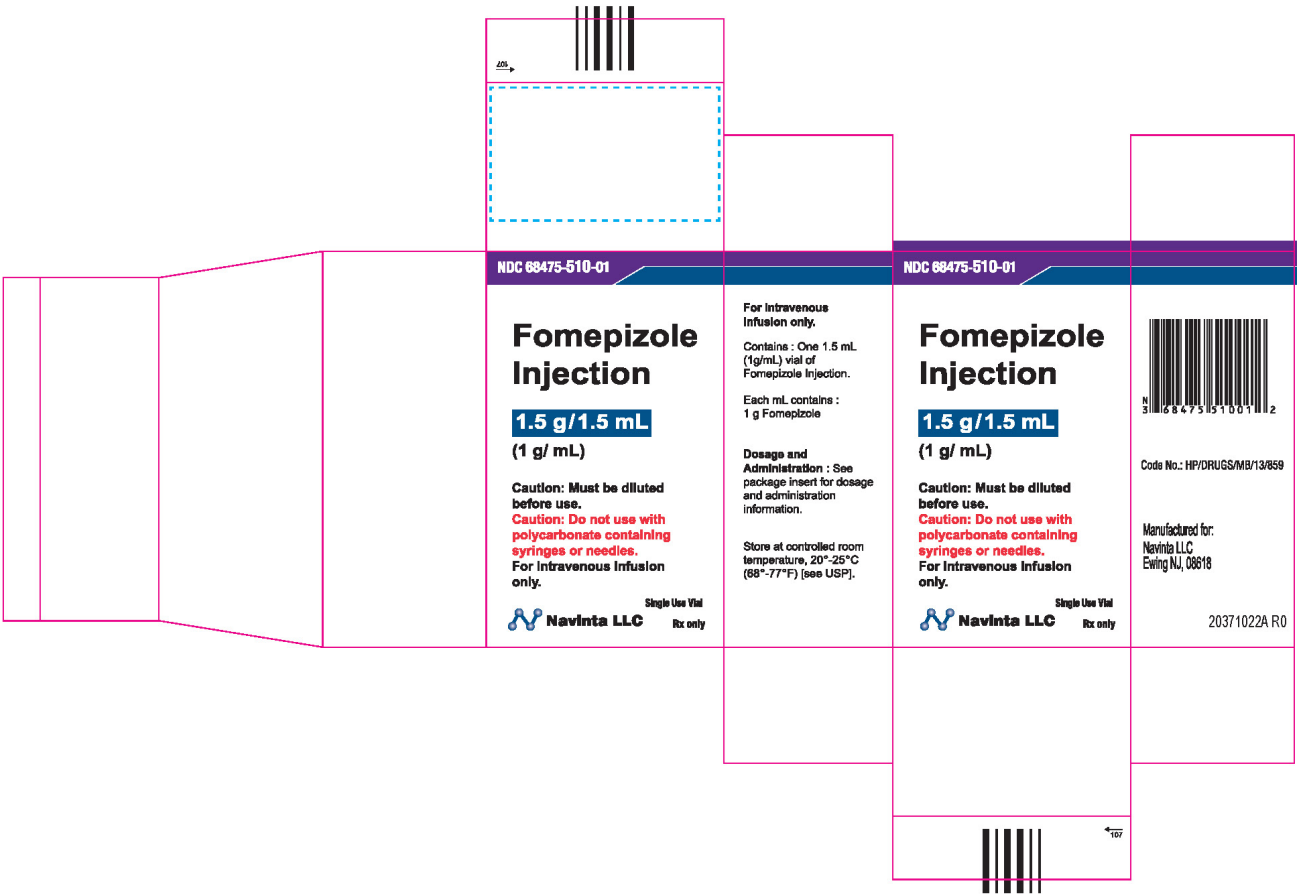 107
NDC 68475-510-01
Fomepizole
Injection
1.5 g/1.5 mL
(1 g/ mL)
Caution: Must be diluted
before use.
Caution: Do not use with
polycarbonate containing
syringes or needles.
For Intravenous Infusion
only.
Single Use Vial
Navinta LLC
Rx only
For Intravenous
Infusion only.
Contains : One 1.5 mL
(1g/mL) vial of
Fomepizole Injection.
Each mL contains :
1 g Fomepizole
Dosage and
Administration : See
package insert for dosage
and administration
information.
Store at controlled room
temperature, 20°-25°C
(68°-77°F) [see USP].
NDC 68475-510-01
Fomepizole
Injection
1.5 g/1.5 mL
(1 g/ mL)
Caution: Must be diluted
before use.
Caution: Do not use with
polycarbonate containing
syringes or needles.
For Intravenous Infusion
only.
Single Use Vial
Navinta LLC
Rx only
N
3 68475 51001 2
Code No.: HP/DRUGS/MB/13/859
Manufactured for:
Navinta LLC
Ewing NJ, 08618
20371022A R0
107